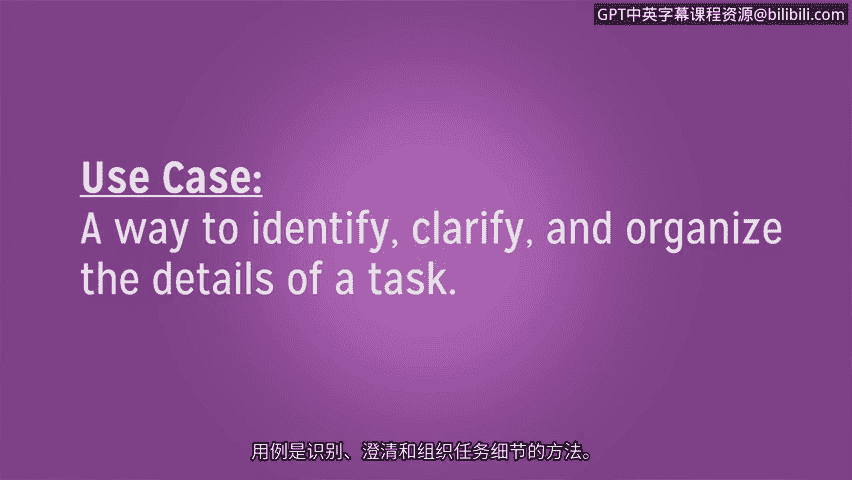 GPT中英字幕课程资源@bilibili.com
Use Case:
A way to identify, clarify, and organize
the details of a task.
用例是识别、澄清和组织任务细节的方法。